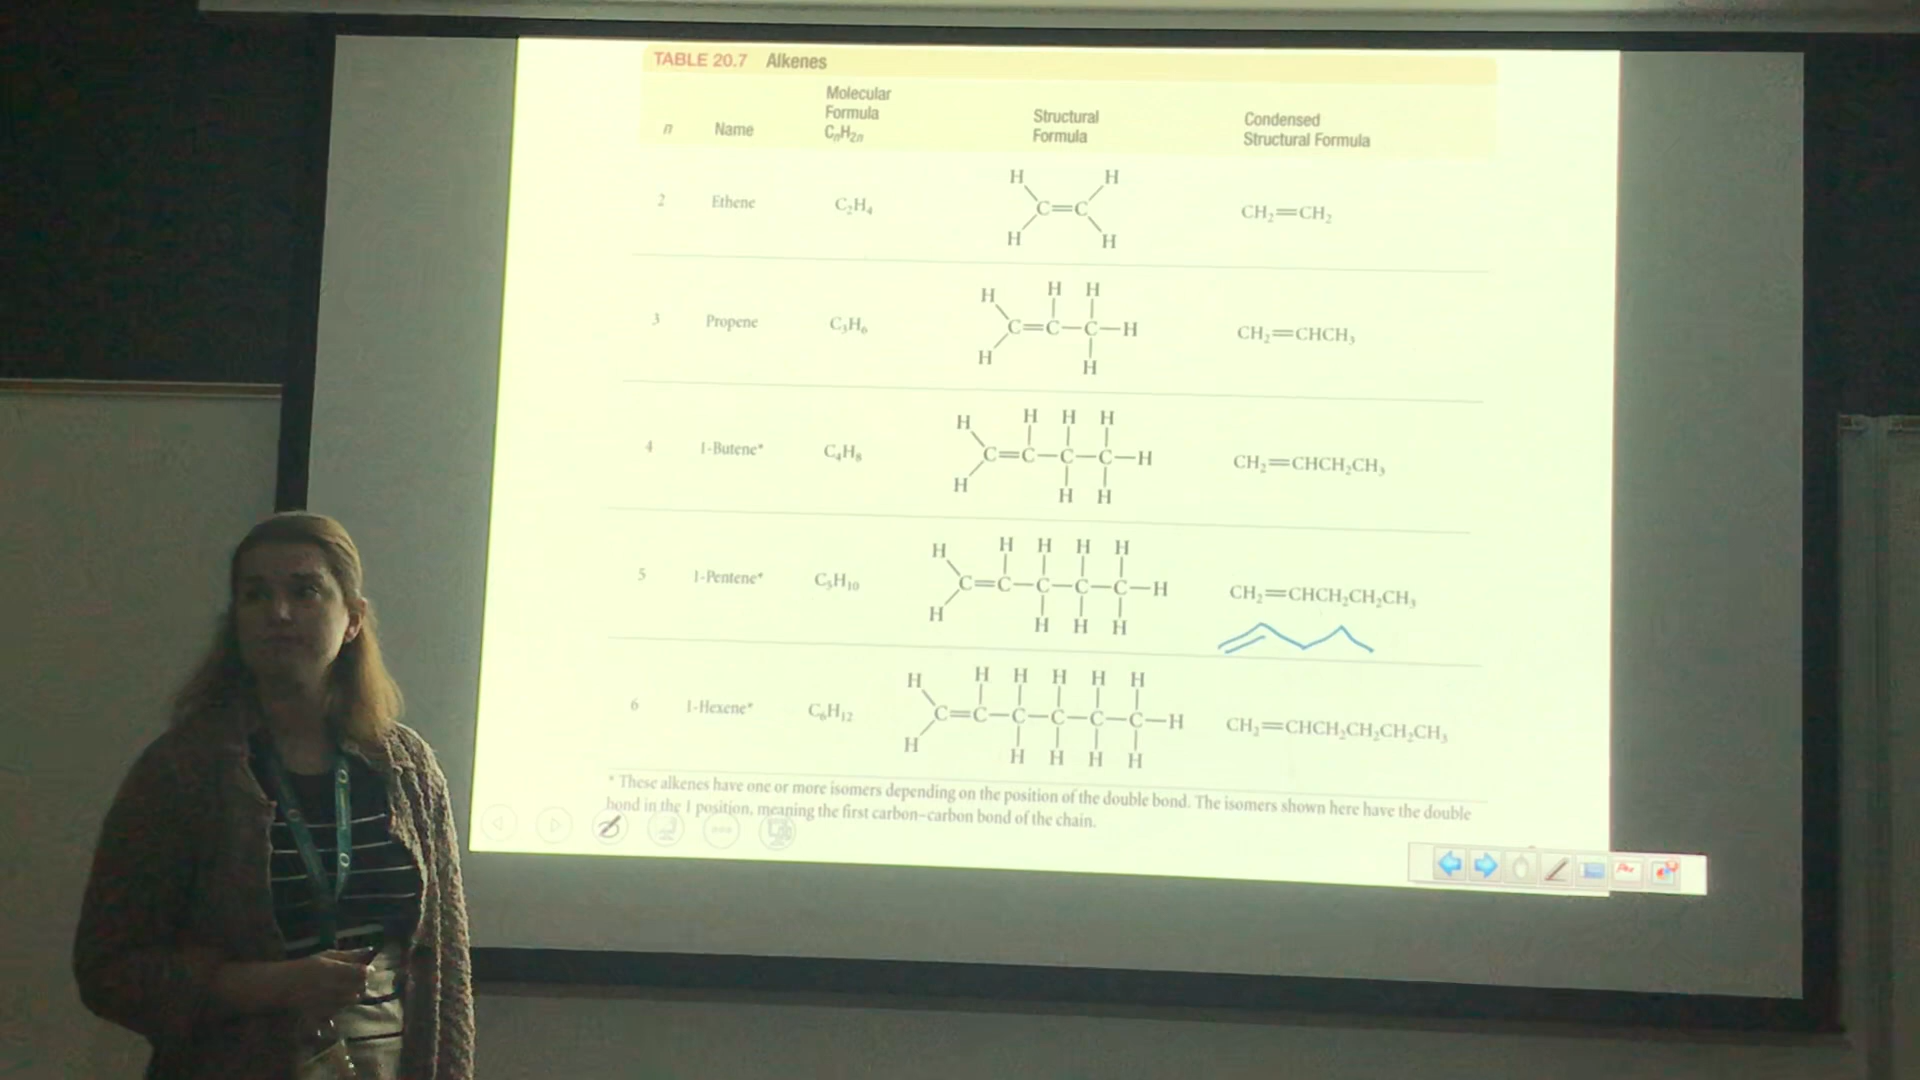 TABLE 20.7 Alkenes
n Name Molecular Formula CₙH₂ₙ Structural Formula Condensed Structural Formula
2 Ethene C₂H₄ CH₂=CH₂
H H
C=C
H H
3 Propene C₃H₆ CH₂=CHCH₃
H H H
C=C—C—H
H H
4 1-Butene* C₄H₈ CH₂=CHCH₂CH₃
H H H H
C=C—C—C—H
H H H
5 1-Pentene* C₅H₁₀ CH₂=CHCH₂CH₂CH₃
H H H H H
C=C—C—C—C—H
H H H H
6 1-Hexene* C₆H₁₂ CH₂=CHCH₂CH₂CH₂CH₃
H H H H H H
C=C—C—C—C—C—H
H H H H H
* These alkenes have one or more isomers depending on the position of the double bond. The isomers shown here have the double
bond in the 1 position, meaning the first carbon–carbon bond of the chain.